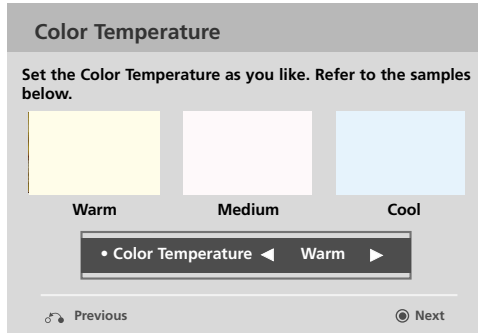 Color Temperature
Set the Color Temperature as you like. Refer to the samples
below.
Warm Medium Cool
• Color Temperature ◀ Warm ▶
Previous Next